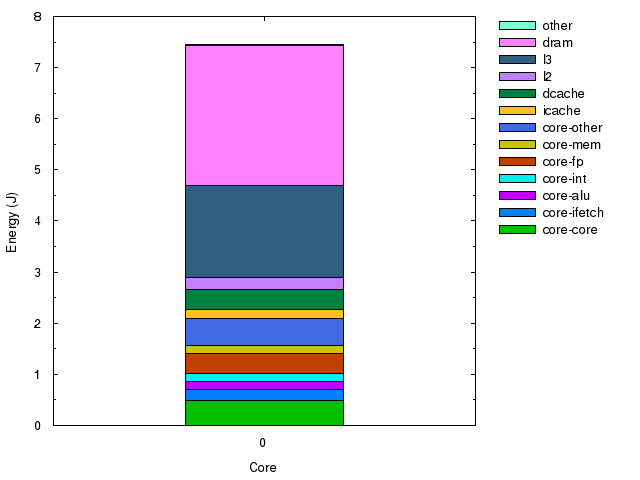 8
7
6
5
4
3
2
1
0
Energy (J)
0
Core
other
dram
l3
l2
dcache
icache
core-other
core-mem
core-fp
core-int
core-alu
core-ifetch
core-core